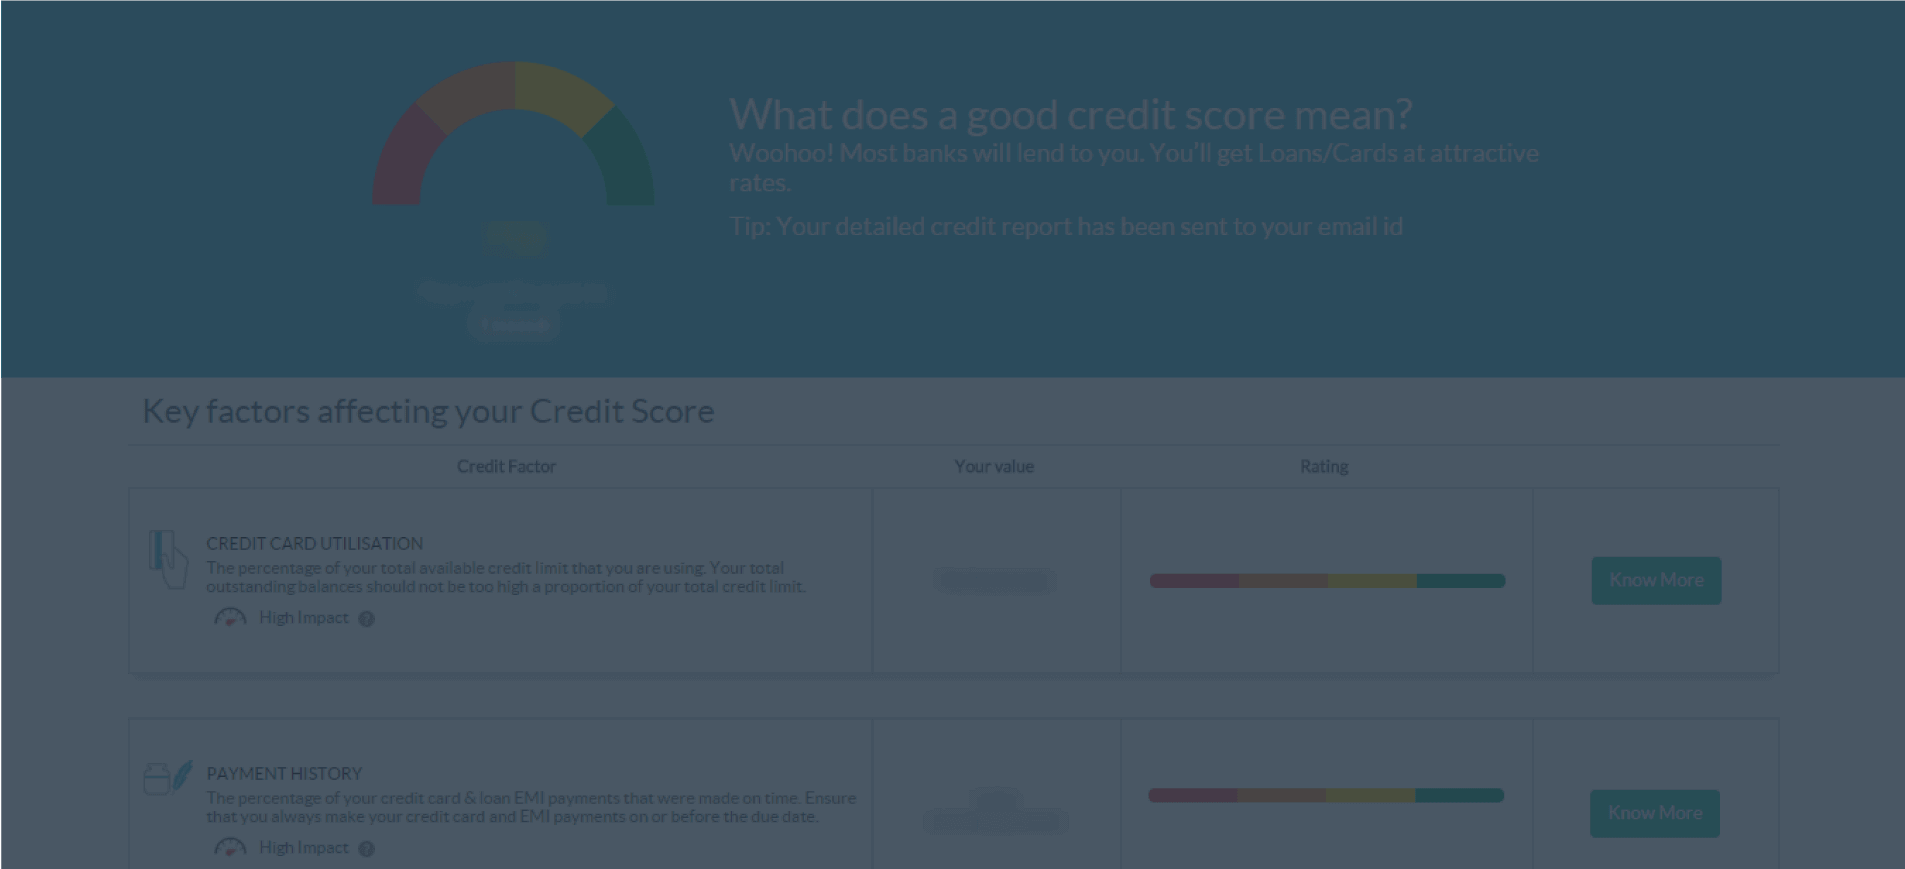 What does a good credit score mean?
Woohoo! Most banks will lend to you. You'll get Loans/Cards at attractive
rates.
Tip: Your detailed credit report has been sent to your email id
Key factors affecting your Credit Score
Credit Factor Your value Rating
CREDIT CARD UTILISATION
The percentage of your total available credit limit that you are using. Your total
outstanding balances should not be too high a proportion of your total credit limit.
High Impact ?
Know More
PAYMENT HISTORY
The percentage of your credit card & loan EMI payments that were made on time. Ensure
that you always make your credit card and EMI payments on or before the due date.
High Impact ?
Know More